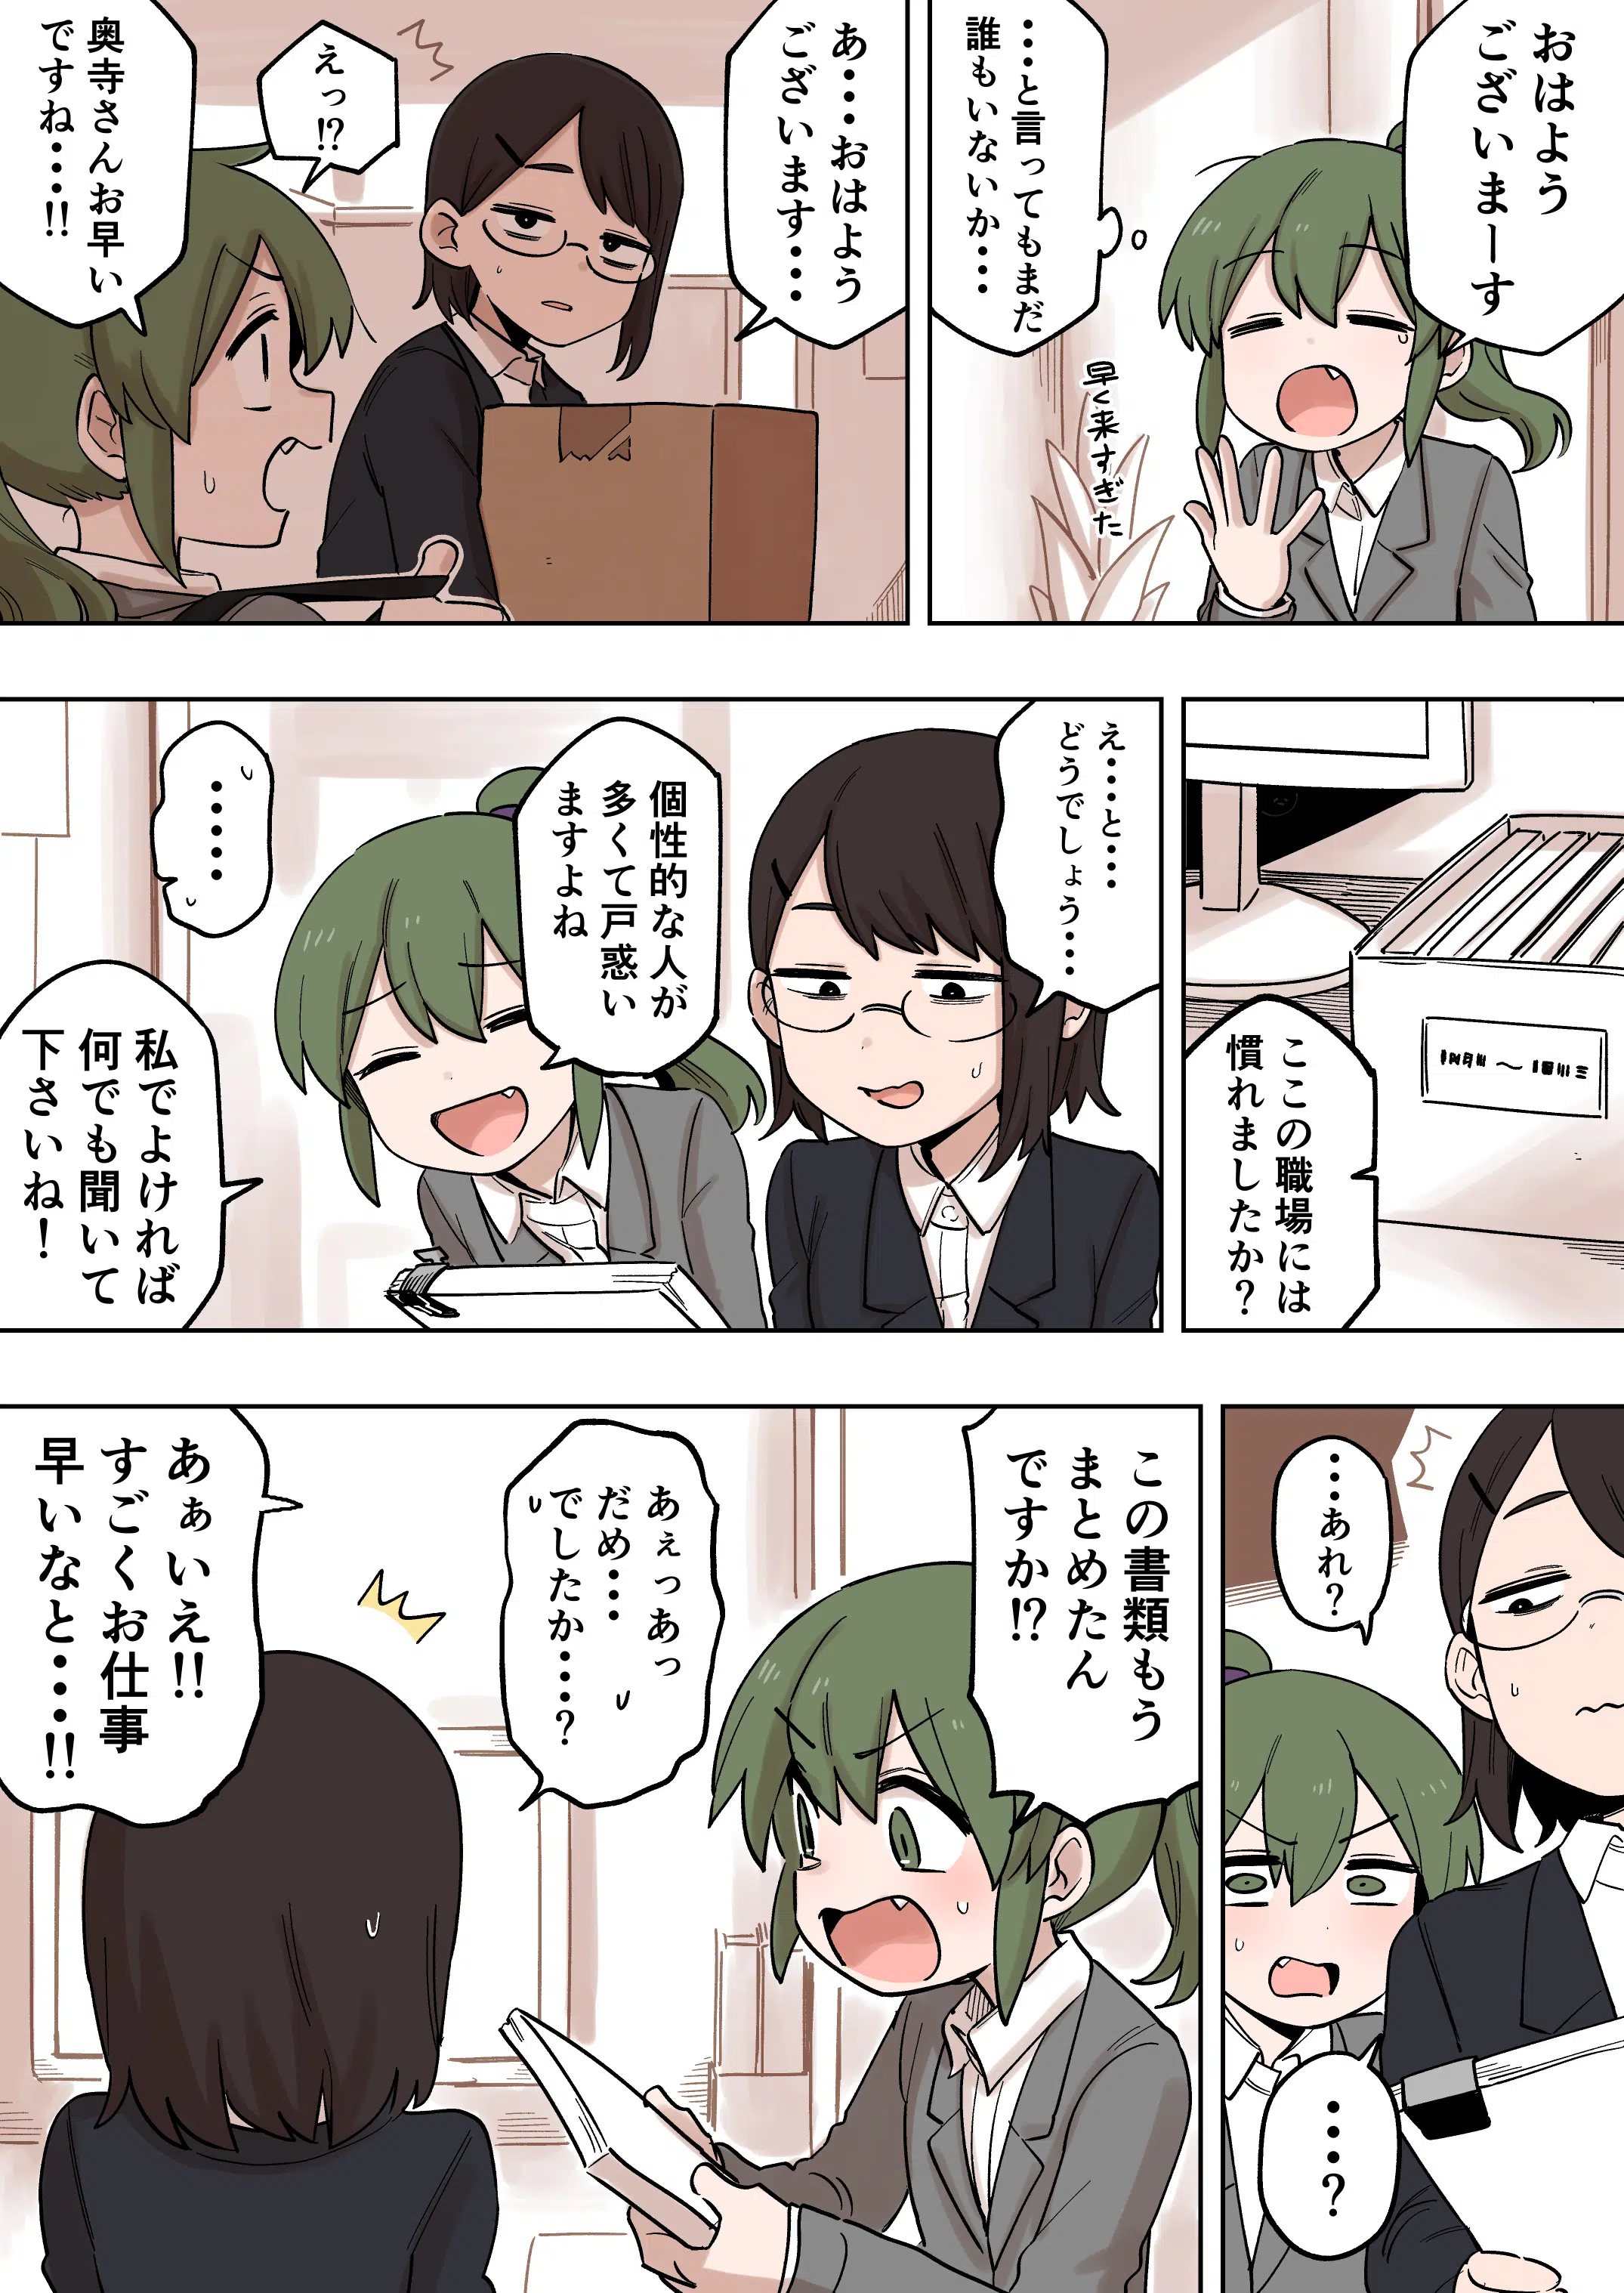 おはよう
ございまーす
・・・と言ってもまだ
誰もいないか・・・
早く来すぎた
あ・・・おはよう
ございます・・・
えっ!?
奥寺さんお早い
ですね・・・!!
ここの職場には
慣れましたか？
え・・・と・・・
どうでしょう・・・
個性的な人が
多くて戸惑い
ますよね
・・・・
私でよければ
何でも聞いて
下さいね！
・・・あれ？
・・・？
この書類もう
まとめたん
ですか!?
あぇっあっ
だめ・・・
でしたか・・・？
あぁいえ!!
すごくお仕事
早いなと・・・!!